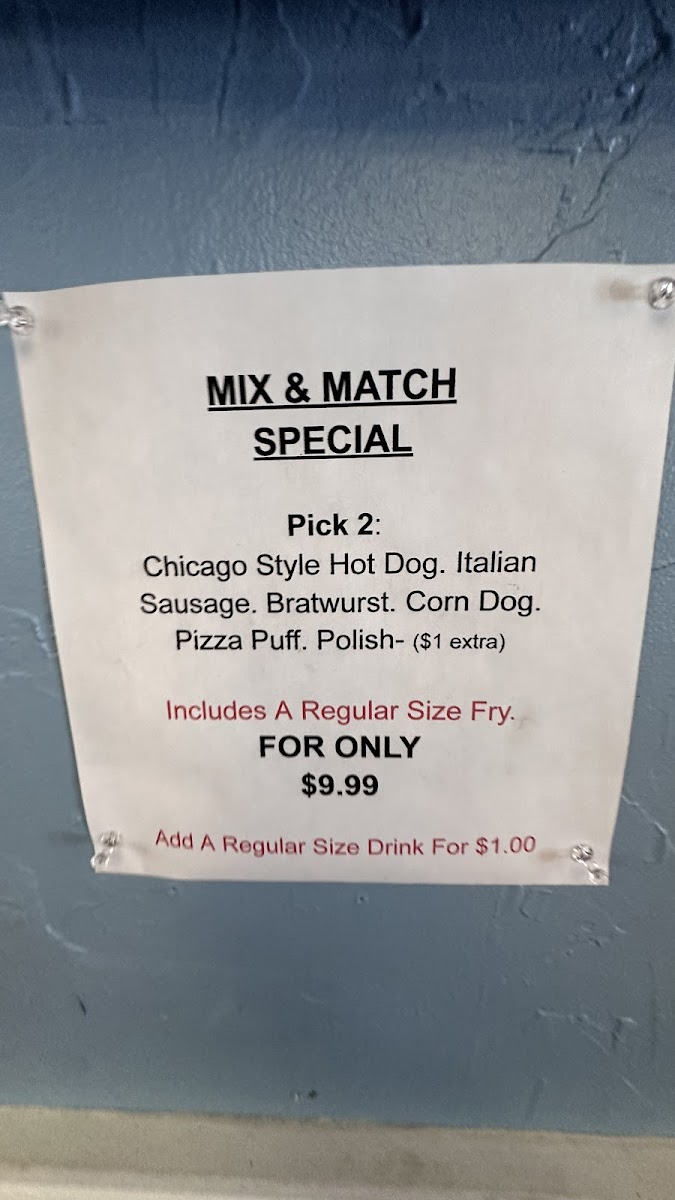 MIX & MATCH
SPECIAL
Pick 2:
Chicago Style Hot Dog. Italian
Sausage. Bratwurst. Corn Dog.
Pizza Puff. Polish- ($1 extra)
Includes A Regular Size Fry.
FOR ONLY
$9.99
Add A Regular Size Drink For $1.00